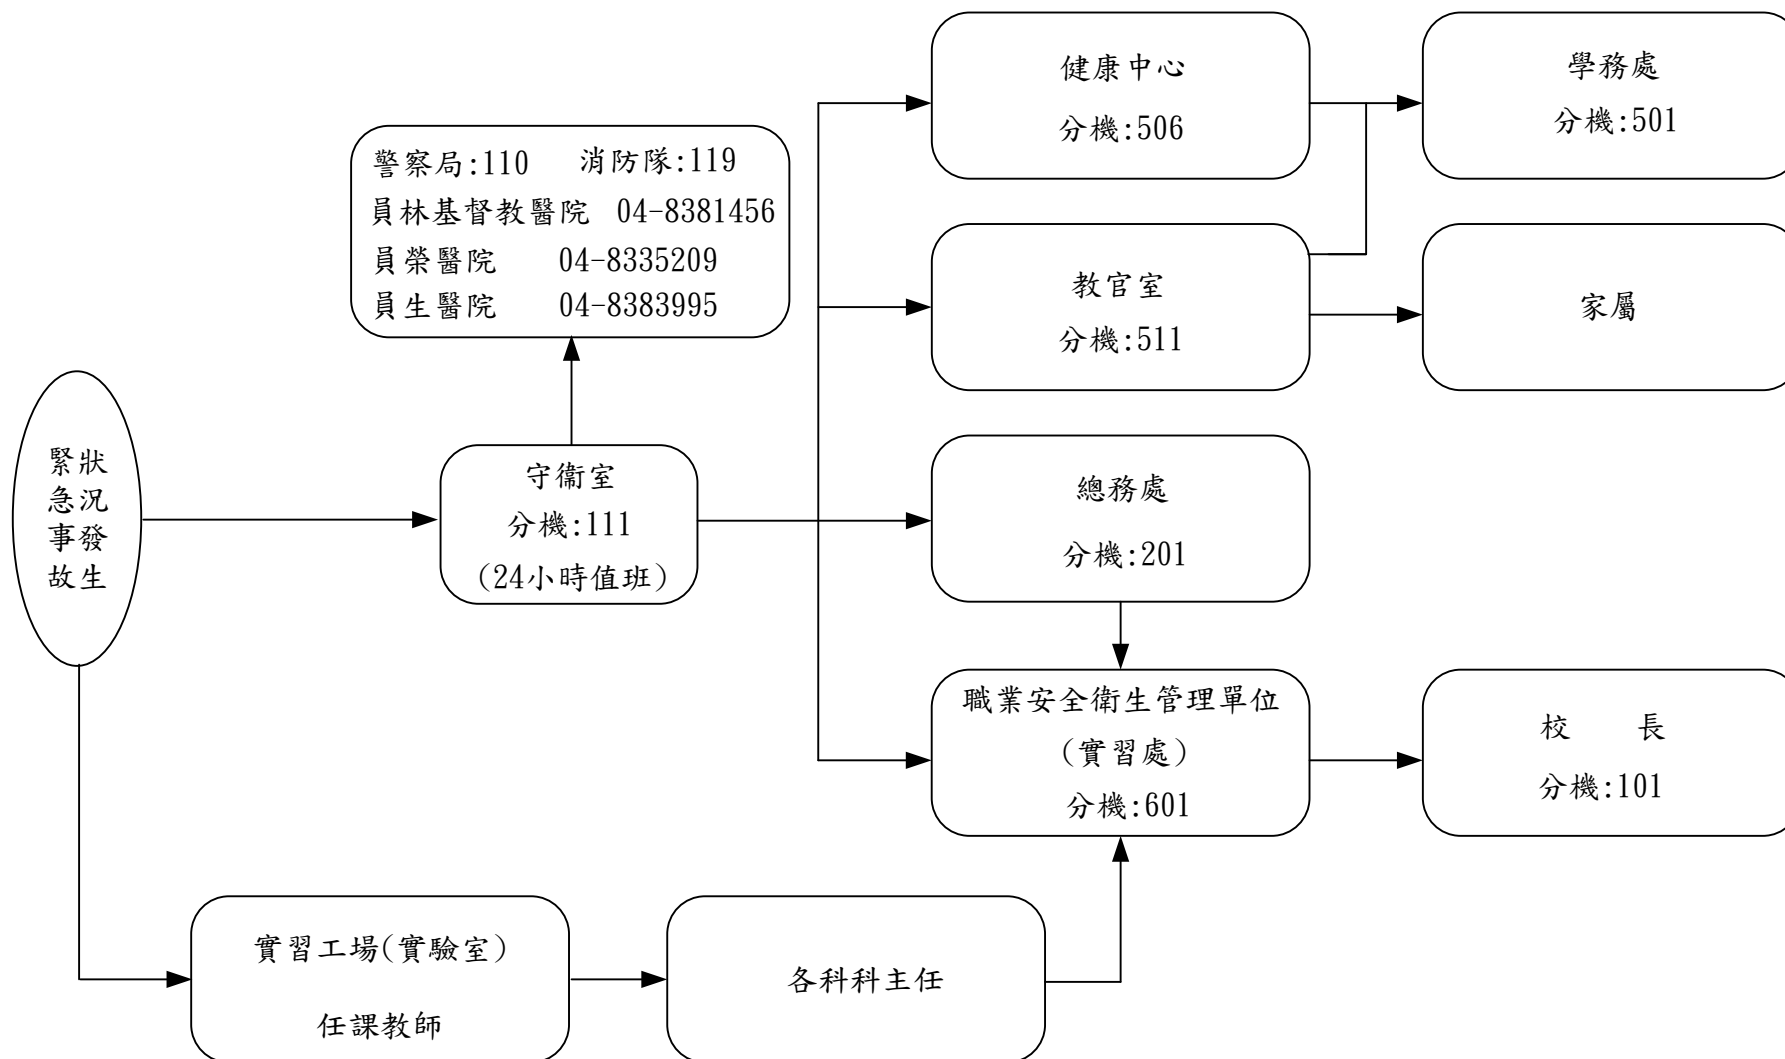 健康中心
分機:506
學務處
分機:501
警察局:110 消防隊:119
員林基督教醫院 04-8381456
員榮醫院 04-8335209
員生醫院 04-8383995
教官室
分機:511
家屬
緊狀
急況
事發
故生
守衛室
分機:111
(24小時值班)
總務處
分機:201
職業安全衛生管理單位
(實習處)
分機:601
校 長
分機:101
實習工場(實驗室)
任課教師
各科科主任